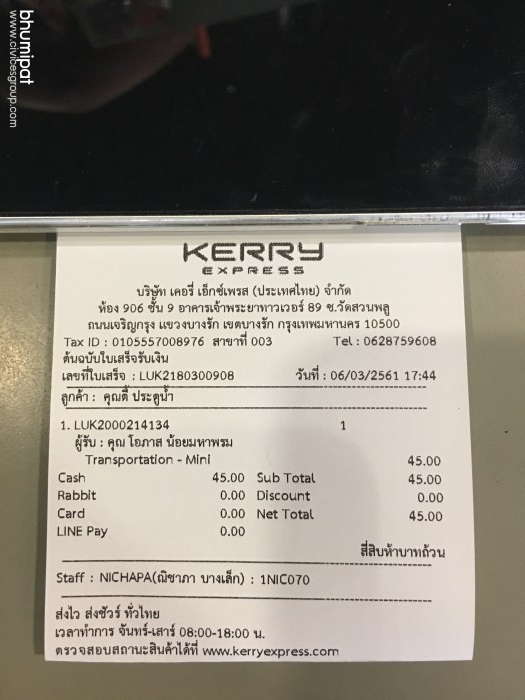 bhumipat
www.civicesgroup.com
KERRY
EXPRESS
บริษัท เคอรี่ เอ็กซ์เพรส (ประเทศไทย) จำกัด
ห้อง 906 ชั้น 9 อาคารเจ้าพระยาทาวเวอร์ 89 ซ.วัดสวนพลู
ถนนเจริญกรุง แขวงบางรัก เขตบางรัก กรุงเทพมหานคร 10500
Tax ID : 0105557008976 สาขาที่ 003 Tel : 0628759608
ต้นฉบับใบเสร็จรับเงิน
เลขที่ใบเสร็จ : LUK2180300908 วันที่ : 06/03/2561 17:44
ลูกค้า : คุณตี๋ ประตูน้ำ
1. LUK2000214134 1
ผู้รับ : คุณ โอภาส น้อยมหาพรม
Transportation - Mini 45.00
Cash 45.00 Sub Total 45.00
Rabbit 0.00 Discount 0.00
Card 0.00 Net Total 45.00
LINE Pay 0.00
สี่สิบห้าบาทถ้วน
Staff : NICHAPA(ณิชาภา บางเล็ก) : 1NIC070
ส่งไว ส่งชัวร์ ทั่วไทย
เวลาทำการ จันทร์-เสาร์ 08:00-18:00 น.
ตรวจสอบสถานะสินค้าได้ที่ www.kerryexpress.com